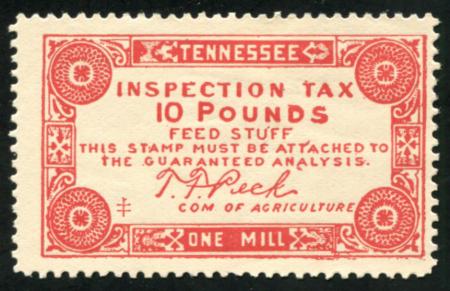 TENNESSEE
INSPECTION TAX
10 POUNDS
FEED STUFF
THIS STAMP MUST BE ATTACHED TO
THE GUARANTEED ANALYSIS.
T. F. Peck
COM OF AGRICULTURE
ONE MILL